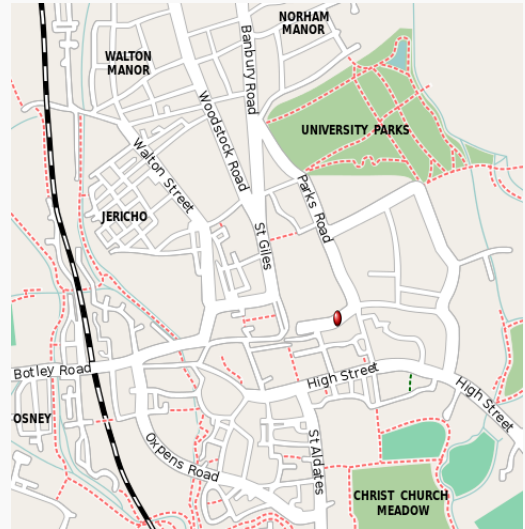 NORHAM
MANOR
WALTON
MANOR
Banbury Road
Woodstock Road
UNIVERSITY PARKS
Walton Street
Parks Road
JERICHO
St Giles
Botley Road
High Street
High Street
OSNEY
Oxpens Road
St Aldates
CHRIST CHURCH
MEADOW